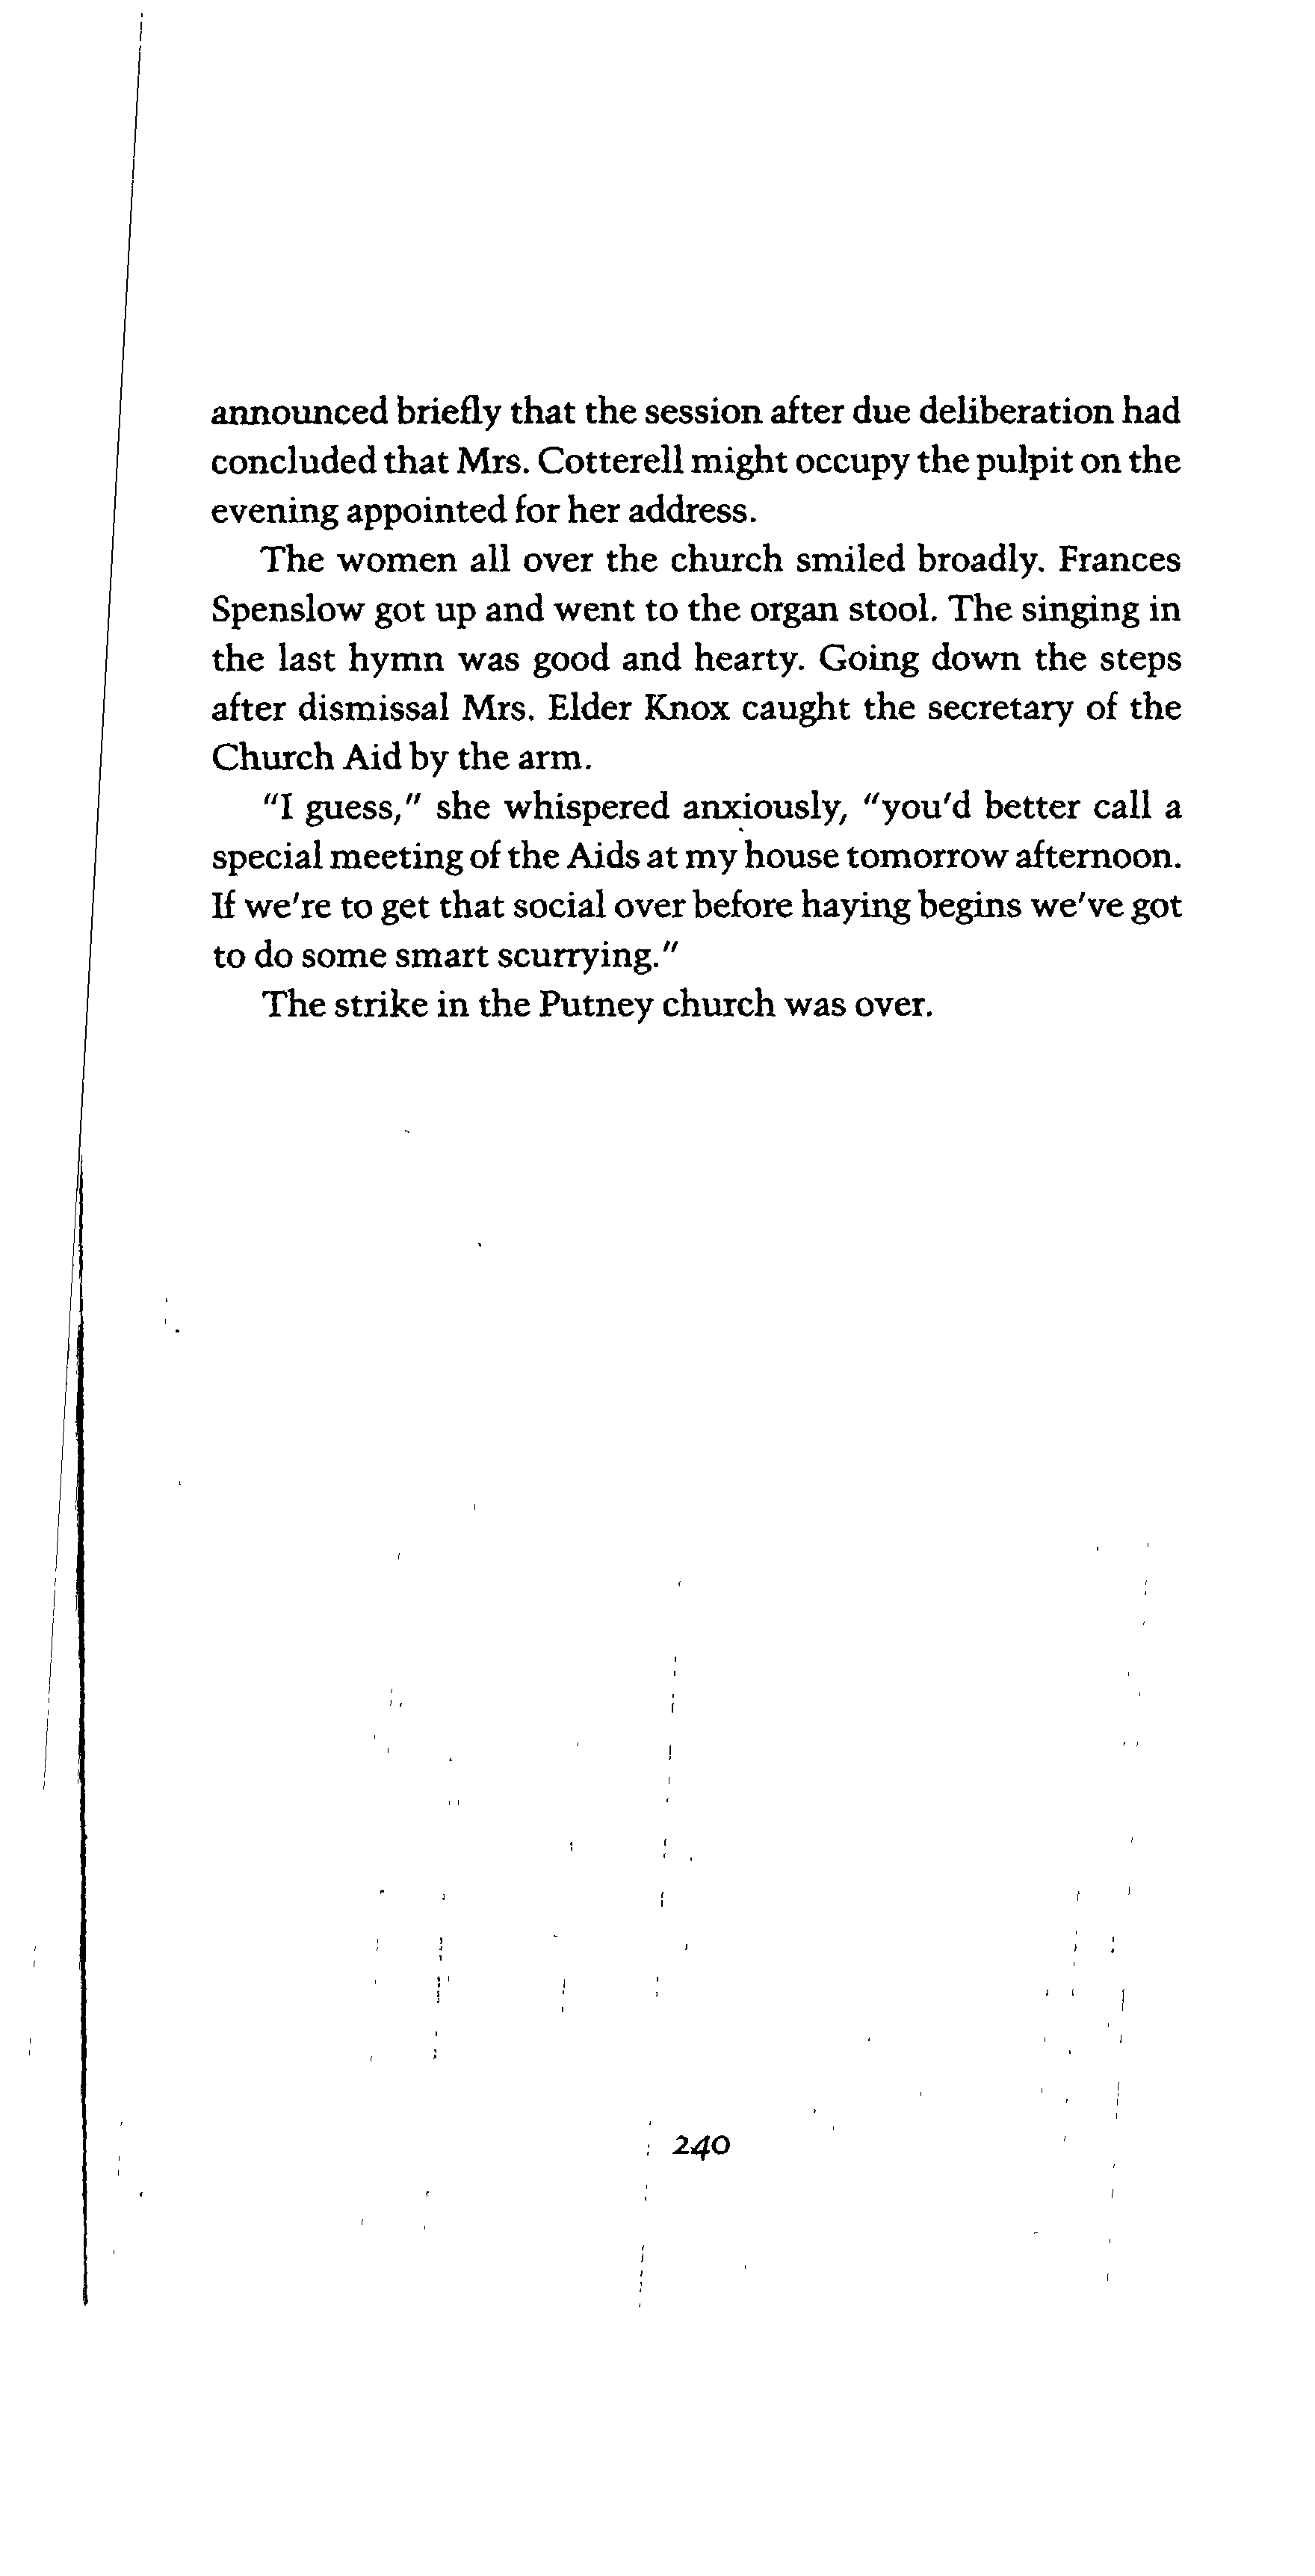 announced briefly that the session after due deliberation had
concluded that Mrs. Cotterell might occupy the pulpit on the
evening appointed for her address.
The women all over the church smiled broadly. Frances
Spenslow got up and went to the organ stool. The singing in
the last hymn was good and hearty. Going down the steps
after dismissal Mrs. Elder Knox caught the secretary of the
Church Aid by the arm.
"I guess," she whispered anxiously, "you'd better call a
special meeting of the Aids at my house tomorrow afternoon.
If we're to get that social over before haying begins we've got
to do some smart scurrying."
The strike in the Putney church was over.
240